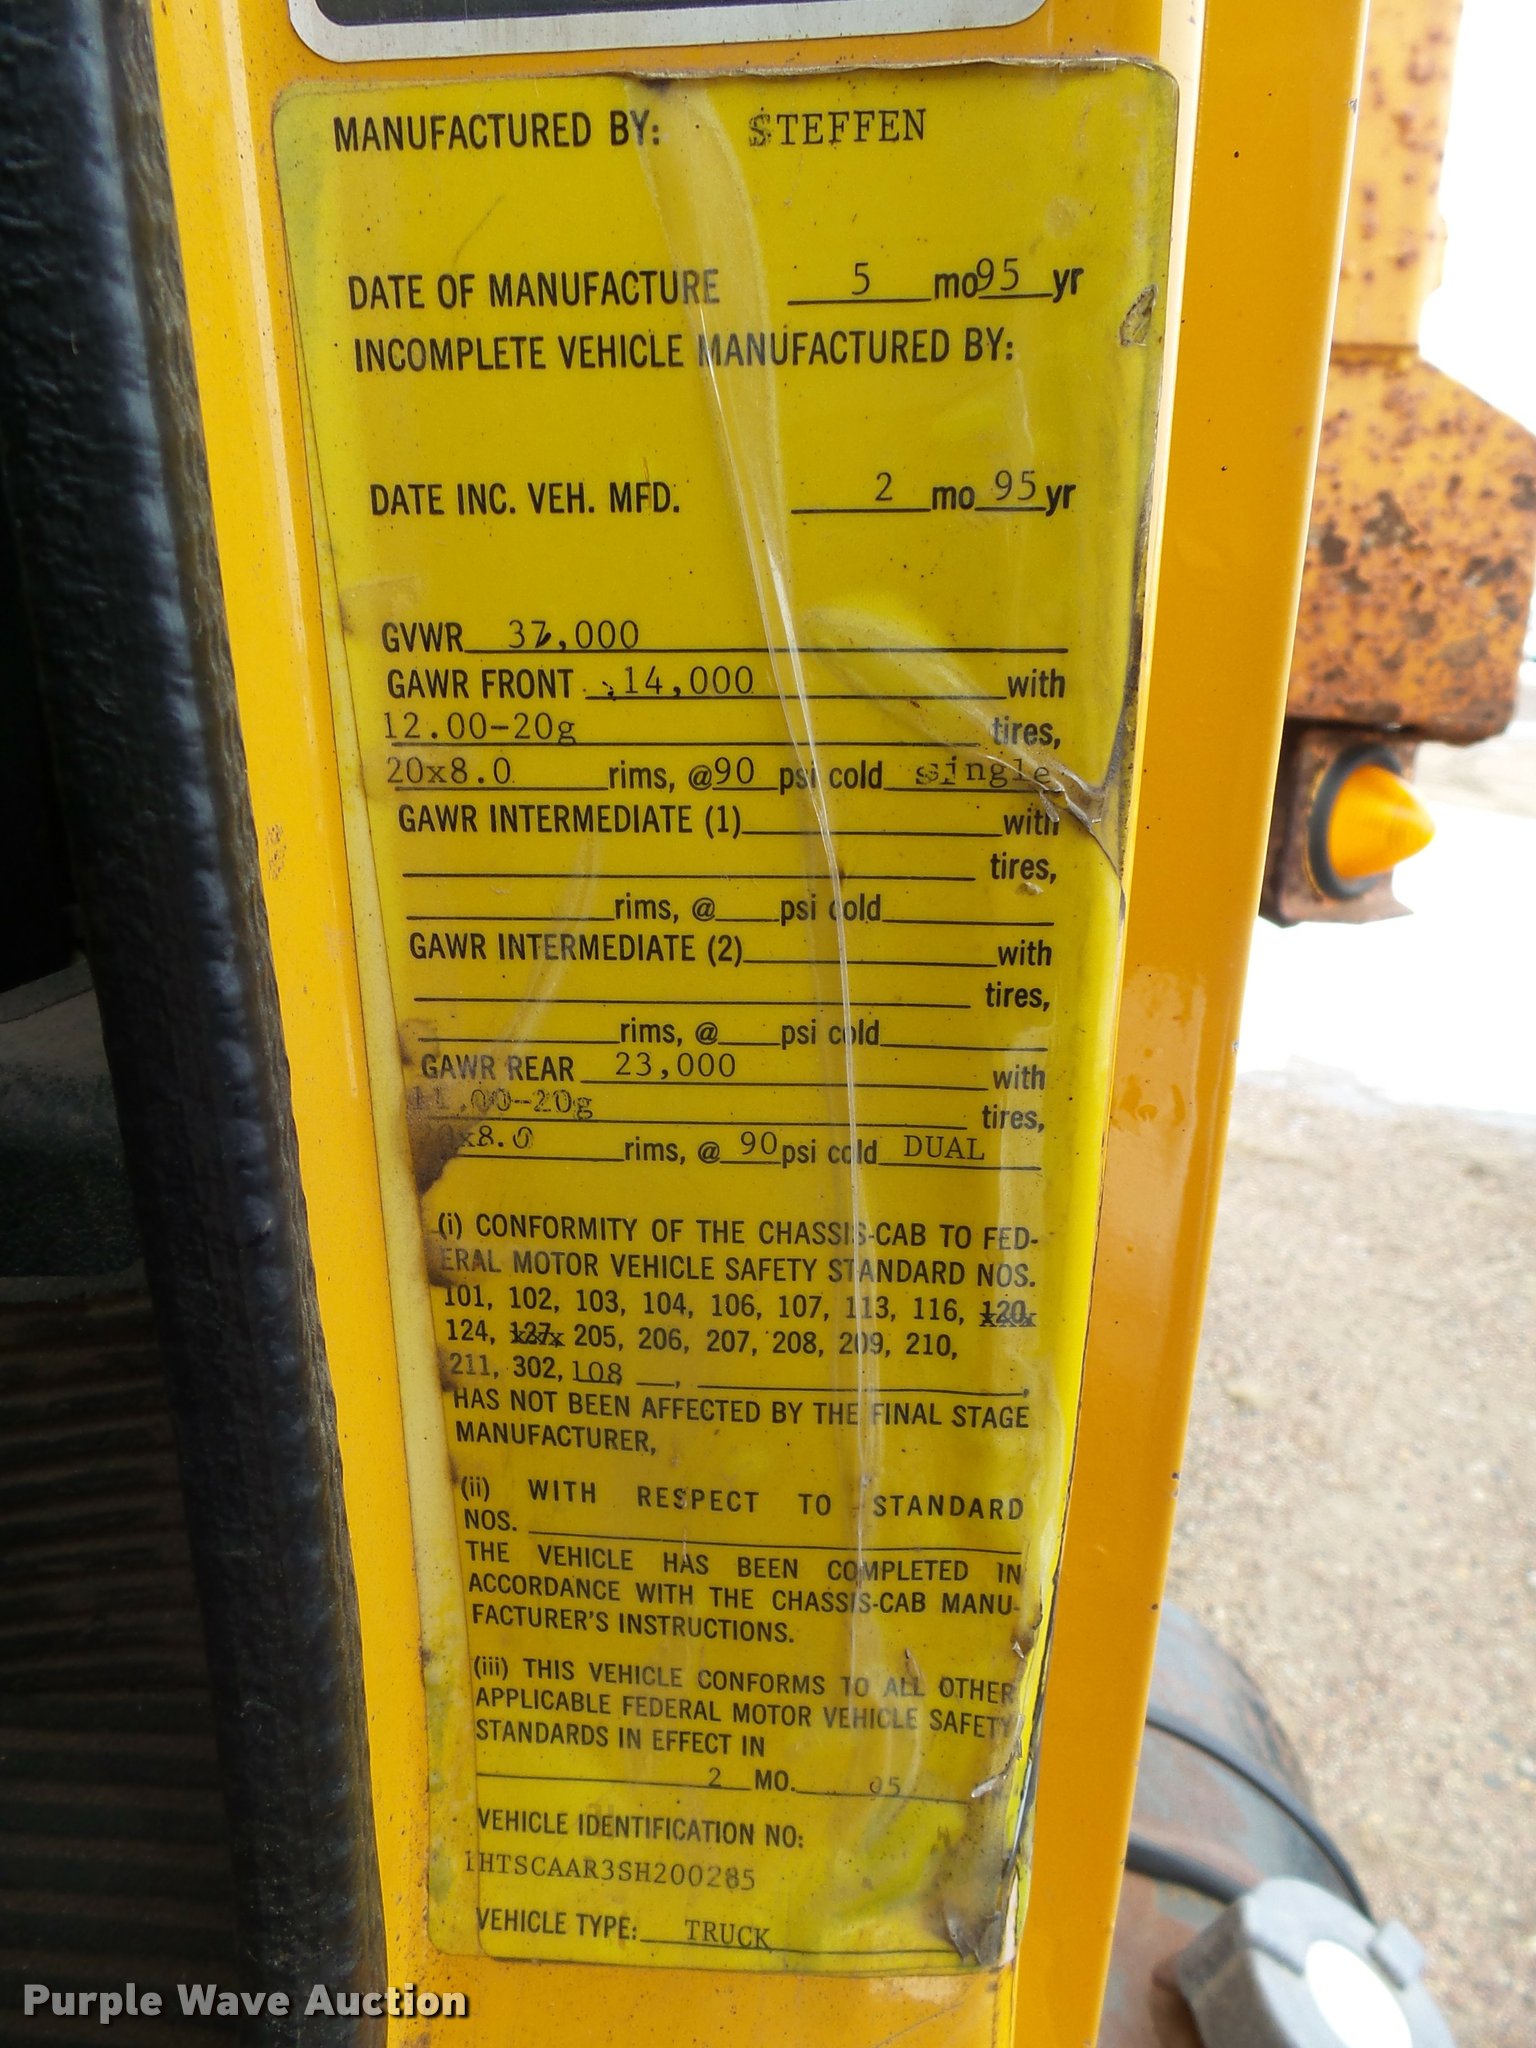 MANUFACTURED BY: STEFFEN
DATE OF MANUFACTURE 5 mo 95 yr
INCOMPLETE VEHICLE MANUFACTURED BY:
DATE INC. VEH. MFD. 2 mo 95 yr
GVWR 37,000
GAWR FRONT 14,000 with
12.00-20g tires,
20x8.0 rims, @ 90 psi cold single
GAWR INTERMEDIATE (1) with
tires,
rims, @ psi cold
GAWR INTERMEDIATE (2) with
tires,
rims, @ psi cold
GAWR REAR 23,000 with
11.00-20g tires,
x8.0 rims, @ 90 psi cold DUAL
(i) CONFORMITY OF THE CHASSIS-CAB TO FED-
ERAL MOTOR VEHICLE SAFETY STANDARD NOS.
101, 102, 103, 104, 106, 107, 113, 116, 120,
124, 127, 205, 206, 207, 208, 209, 210,
211, 302, 108 ,
HAS NOT BEEN AFFECTED BY THE FINAL STAGE
MANUFACTURER,
(ii) WITH RESPECT TO STANDARD
NOS.
THE VEHICLE HAS BEEN COMPLETED IN
ACCORDANCE WITH THE CHASSIS-CAB MANU-
FACTURER'S INSTRUCTIONS.
(iii) THIS VEHICLE CONFORMS TO ALL OTHER
APPLICABLE FEDERAL MOTOR VEHICLE SAFETY
STANDARDS IN EFFECT IN
2 MO. 95
VEHICLE IDENTIFICATION NO:
1HTSCAAR3SH200285
VEHICLE TYPE: TRUCK
Purple Wave Auction